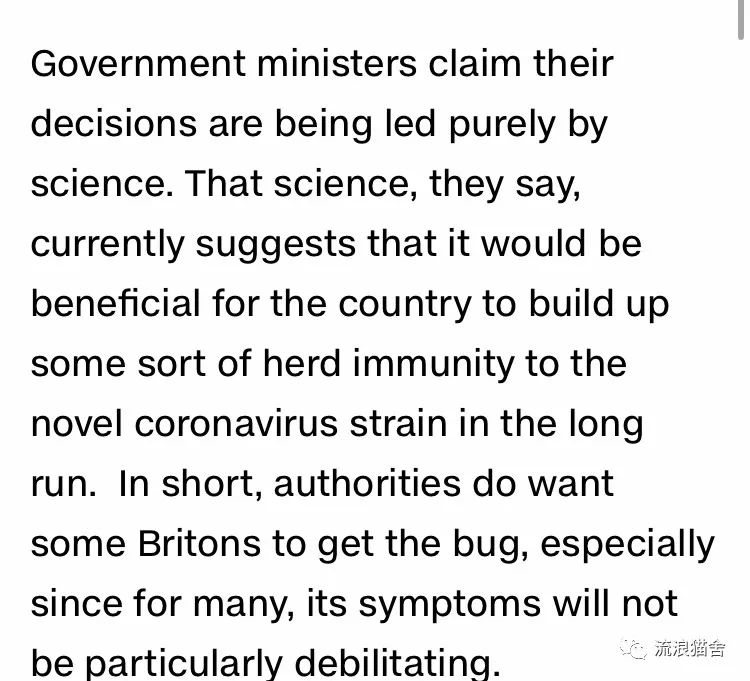 Government ministers claim their
decisions are being led purely by
science. That science, they say,
currently suggests that it would be
beneficial for the country to build up
some sort of herd immunity to the
novel coronavirus strain in the long
run.  In short, authorities do want
some Britons to get the bug, especially
since for many, its symptoms will not
be particularly debilitating.
流浪猫舍